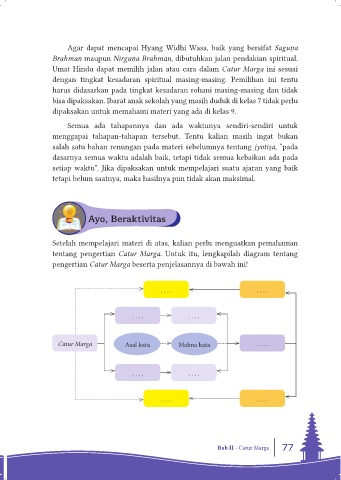 Agar dapat mencapai Hyang Widhi Wasa, baik yang bersifat Saguṇa
Brahman maupun Nirguṇa Brahman, dibutuhkan jalan pendakian spiritual.
Umat Hindu dapat memilih jalan atau cara dalam Catur Marga ini sesuai
dengan tingkat kesadaran spiritual masing-masing. Pemilihan ini tentu
harus didasarkan pada tingkat kesadaran rohani masing-masing dan tidak
bisa dipaksakan. Ibarat anak sekolah yang masih duduk di kelas 7 tidak perlu
dipaksakan untuk memahami materi yang ada di kelas 9.
Semua ada tahapannya dan ada waktunya sendiri-sendiri untuk
menggapai tahapan-tahapan tersebut. Tentu kalian masih ingat bukan
salah satu bahan renungan pada materi sebelumnya tentang jyotiṣa, "pada
dasarnya semua waktu adalah baik, tetapi tidak semua kebaikan ada pada
setiap waktu". Jika dipaksakan untuk mempelajari suatu ajaran yang baik
tetapi belum saatnya, maka hasilnya pun tidak akan maksimal.
Ayo, Beraktivitas
Setelah mempelajari materi di atas, kalian perlu menguatkan pemahaman
tentang pengertian Catur Marga. Untuk itu, lengkapilah diagram tentang
pengertian Catur Marga beserta penjelasannya di bawah ini!
. . . . . . . .
. . . . . . . .
Catur Marga Asal kata Makna kata . . . .
. . . . . . . .
. . . . . . . .
Bab II - Catur Marga 77